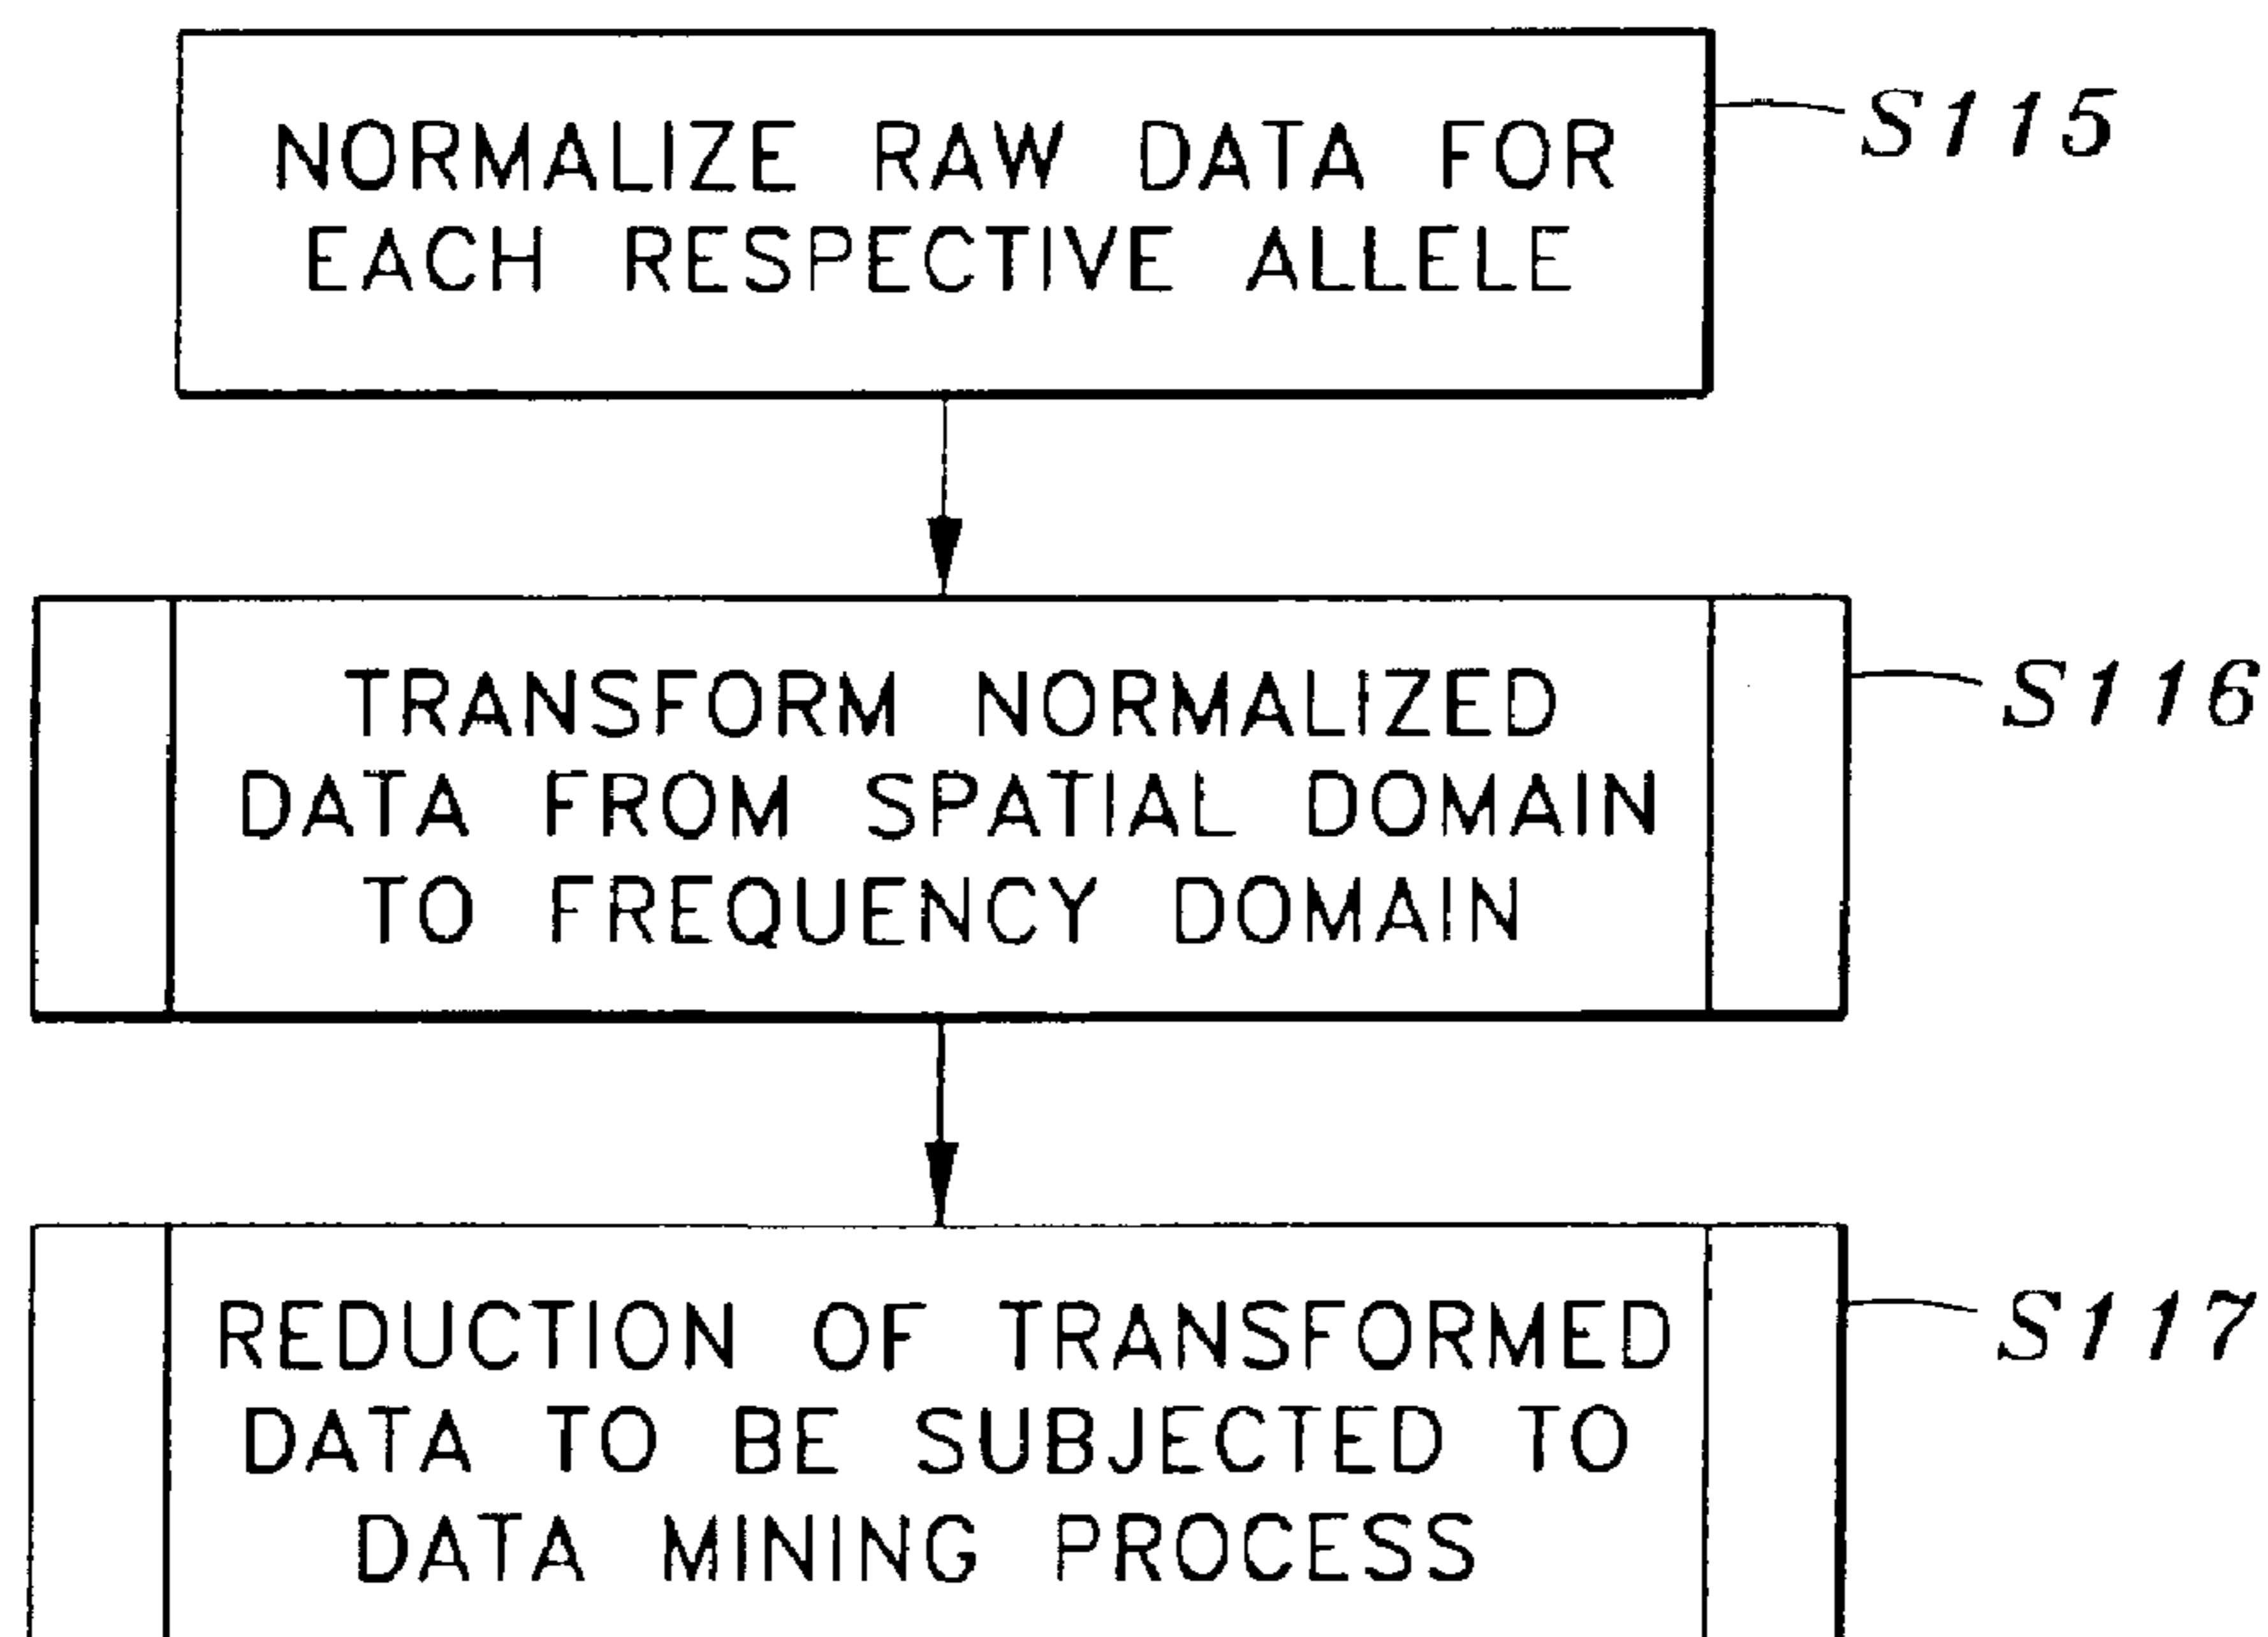 NORMALIZE RAW DATA FOR
EACH RESPECTIVE ALLELE
S115
TRANSFORM NORMALIZED
DATA FROM SPATIAL DOMAIN
TO FREQUENCY DOMAIN
S116
REDUCTION OF TRANSFORMED
DATA TO BE SUBJECTED TO
DATA MINING PROCESS
S117